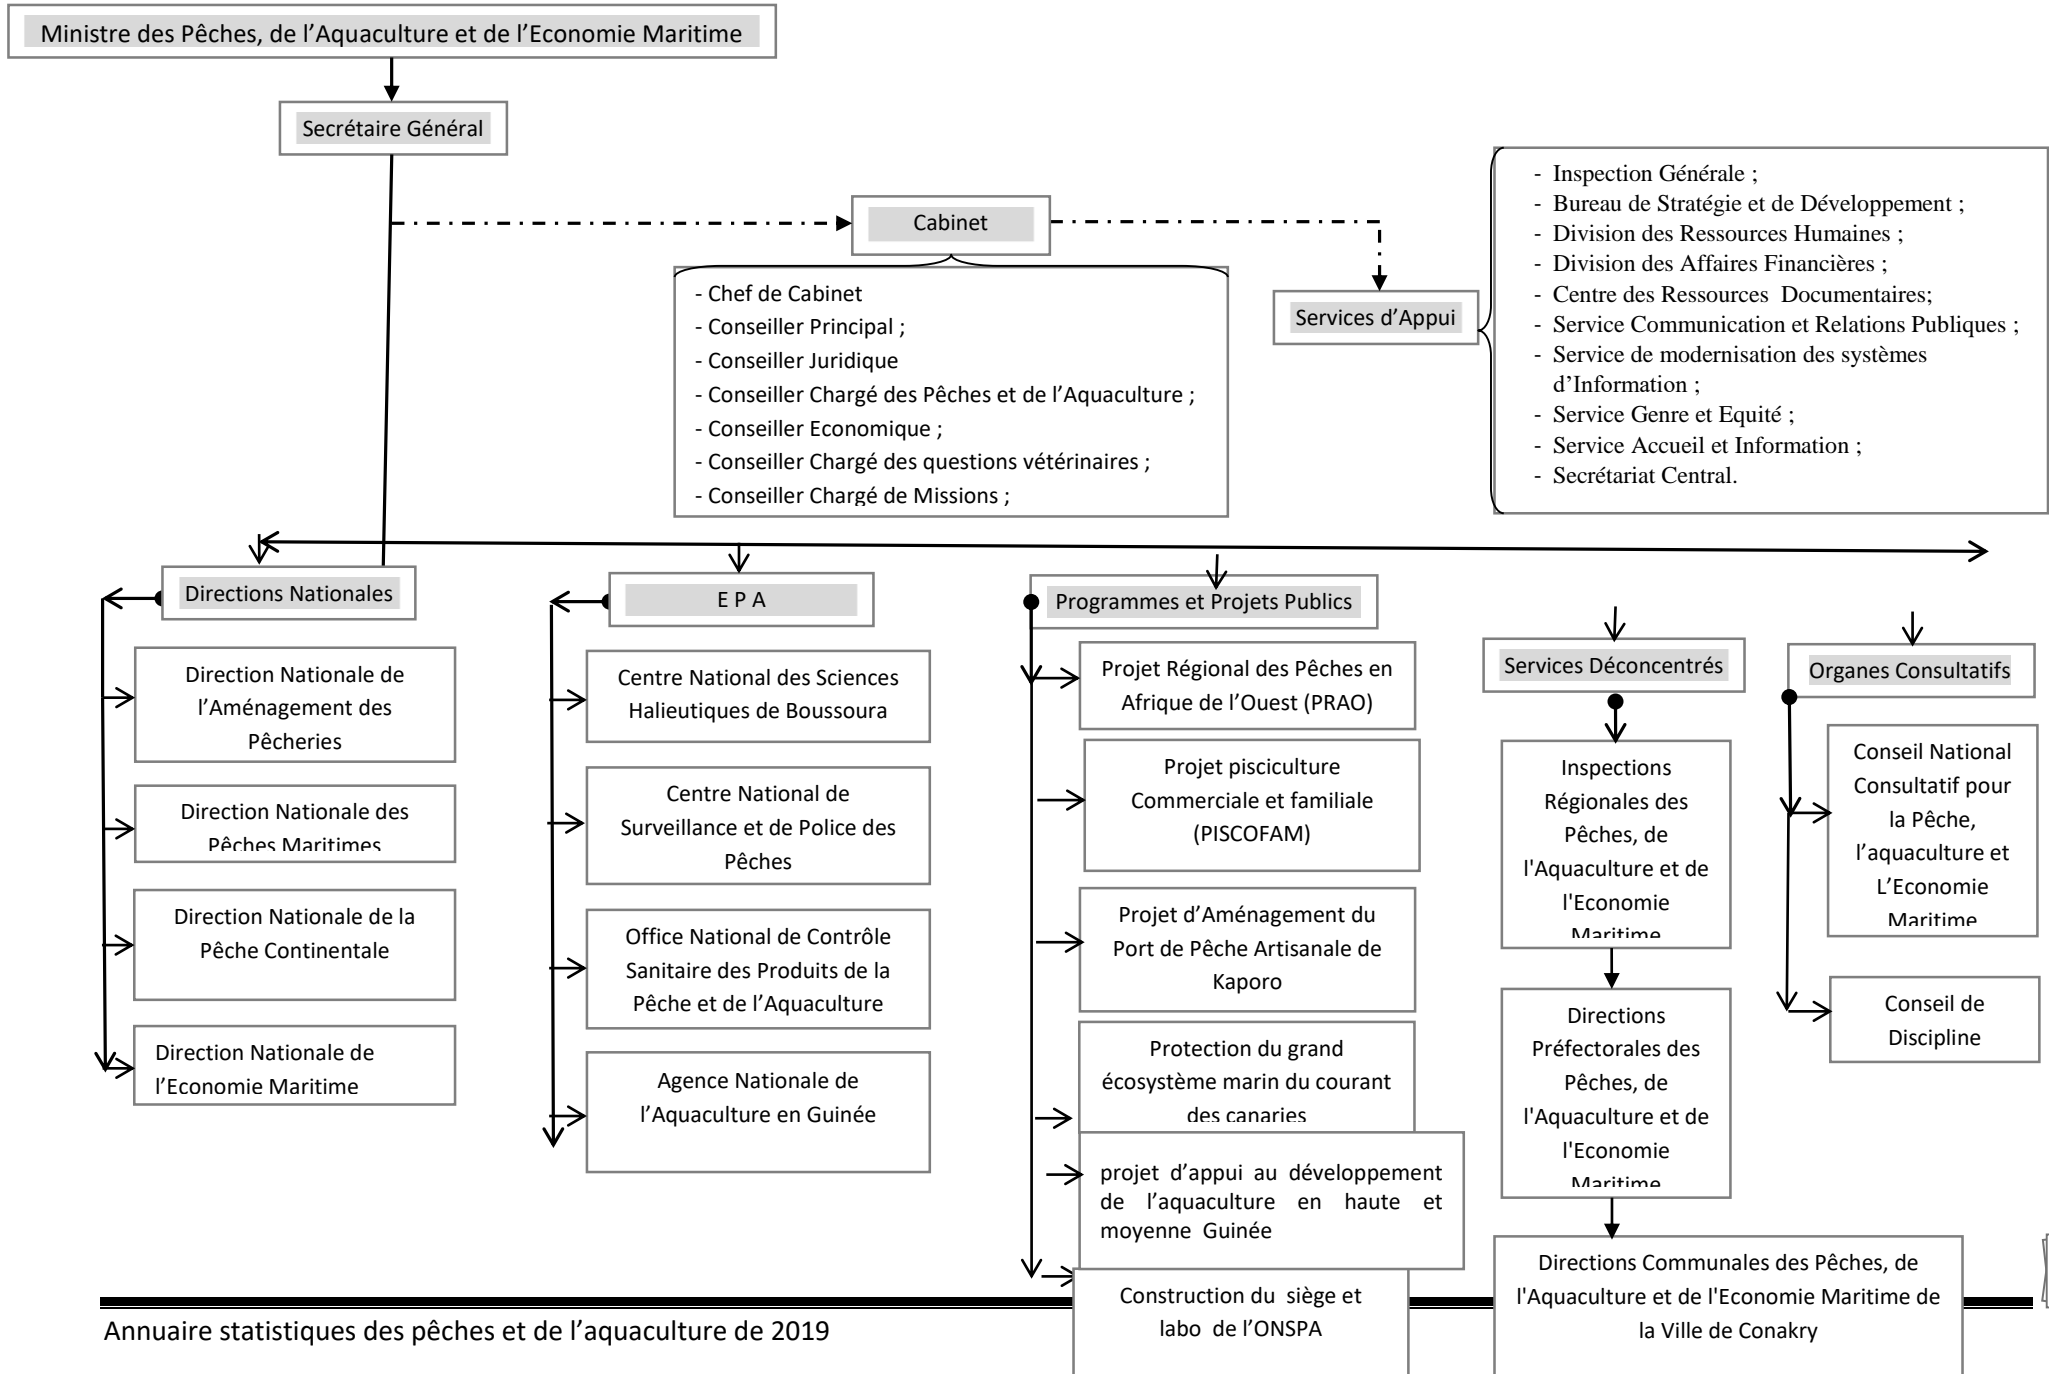 Ministre des Pêches, de l’Aquaculture et de l’Economie Maritime
Secrétaire Général
Cabinet
- Chef de Cabinet
- Conseiller Principal ;
- Conseiller Juridique
- Conseiller Chargé des Pêches et de l’Aquaculture ;
- Conseiller Economique ;
- Conseiller Chargé des questions vétérinaires ;
- Conseiller Chargé de Missions ;
Services d’Appui
- Inspection Générale ;
- Bureau de Stratégie et de Développement ;
- Division des Ressources Humaines ;
- Division des Affaires Financières ;
- Centre des Ressources Documentaires;
- Service Communication et Relations Publiques ;
- Service de modernisation des systèmes
d’Information ;
- Service Genre et Equité ;
- Service Accueil et Information ;
- Secrétariat Central.
Directions Nationales
Direction Nationale de
l’Aménagement des
Pêcheries
Direction Nationale des
Pêches Maritimes
Direction Nationale de la
Pêche Continentale
Direction Nationale de
l’Economie Maritime
E P A
Centre National des Sciences
Halieutiques de Boussoura
Centre National de
Surveillance et de Police des
Pêches
Office National de Contrôle
Sanitaire des Produits de la
Pêche et de l’Aquaculture
Agence Nationale de
l’Aquaculture en Guinée
Programmes et Projets Publics
Projet Régional des Pêches en
Afrique de l’Ouest (PRAO)
Projet pisciculture
Commerciale et familiale
(PISCOFAM)
Projet d’Aménagement du
Port de Pêche Artisanale de
Kaporo
Protection du grand
écosystème marin du courant
des canaries
projet d’appui au développement
de l’aquaculture en haute et
moyenne Guinée
Construction du siège et
labo de l’ONSPA
Services Déconcentrés
Inspections
Régionales des
Pêches, de
l'Aquaculture et de
l'Economie
Maritime
Directions
Préfectorales des
Pêches, de
l'Aquaculture et de
l'Economie
Maritime
Directions Communales des Pêches, de
l'Aquaculture et de l'Economie Maritime de
la Ville de Conakry
Organes Consultatifs
Conseil National
Consultatif pour
la Pêche,
l’aquaculture et
L’Economie
Maritime
Conseil de
Discipline
Annuaire statistiques des pêches et de l’aquaculture de 2019